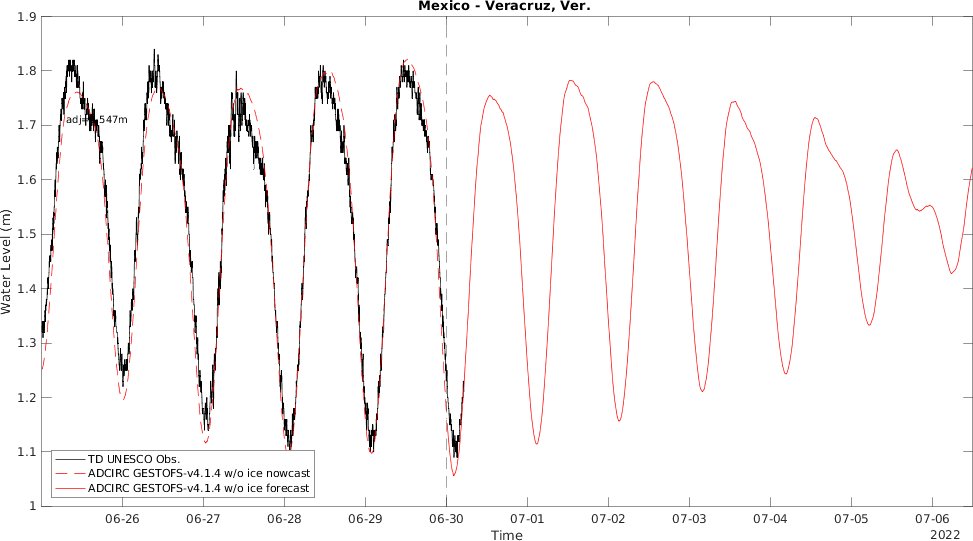 Mexico - Veracruz, Ver.
1.9
1.8
1.7
1.6
1.5
1.4
1.3
1.2
1.1
1
Water Level (m)
547m
TD UNESCO Obs.
ADCIRC GESTOFS-v4.1.4 w/o ice nowcast
ADCIRC GESTOFS-v4.1.4 w/o ice forecast
06-26 06-27 06-28 06-29 06-30 07-01 07-02 07-03 07-04 07-05 07-06
Time
2022